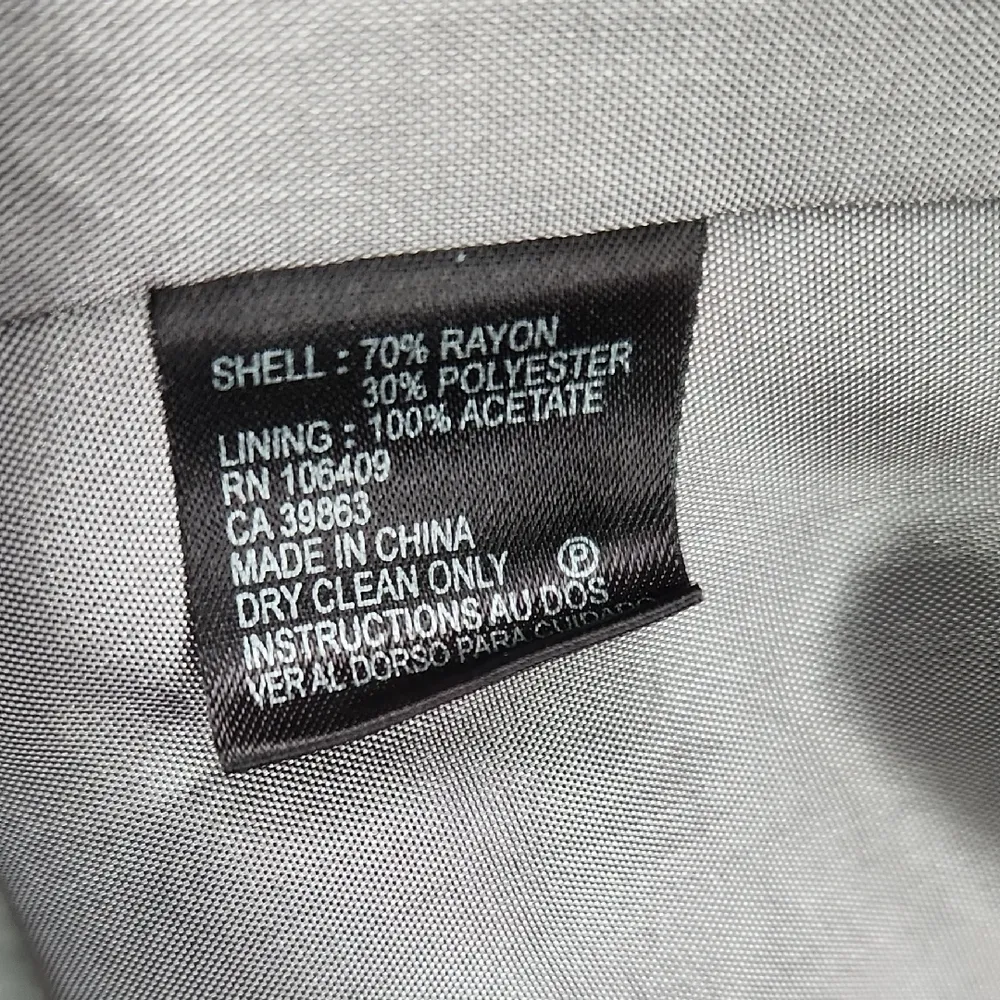 SHELL : 70% RAYON
30% POLYESTER
LINING : 100% ACETATE
RN 106409
CA 39863
MADE IN CHINA
DRY CLEAN ONLY Ⓟ
INSTRUCTIONS AU DOS
VER AL DORSO PARA CUIDADO